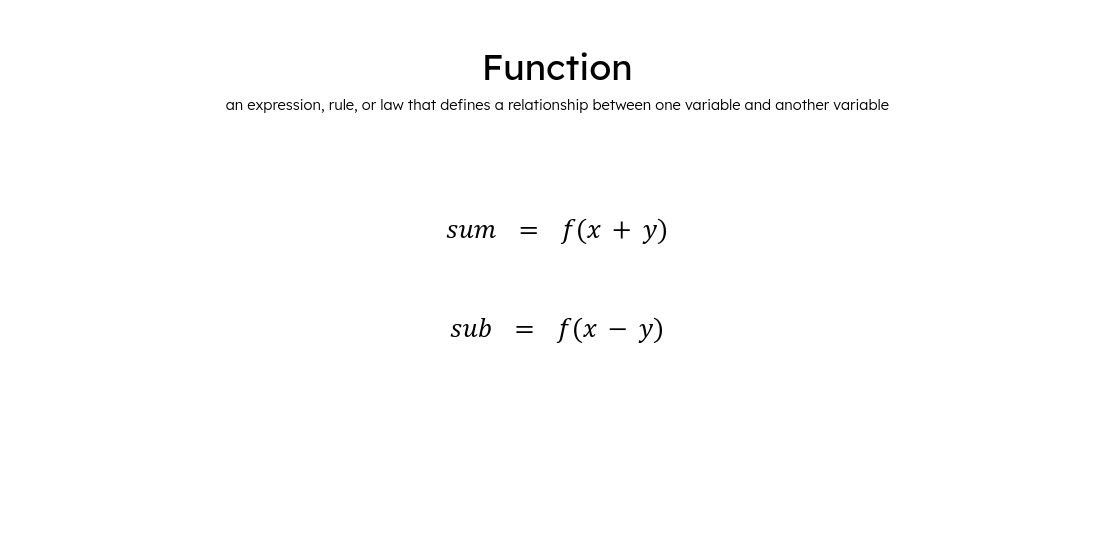 Function
an expression, rule, or law that defines a relationship between one variable and another variable
sum = f(x + y)
sub = f(x − y)